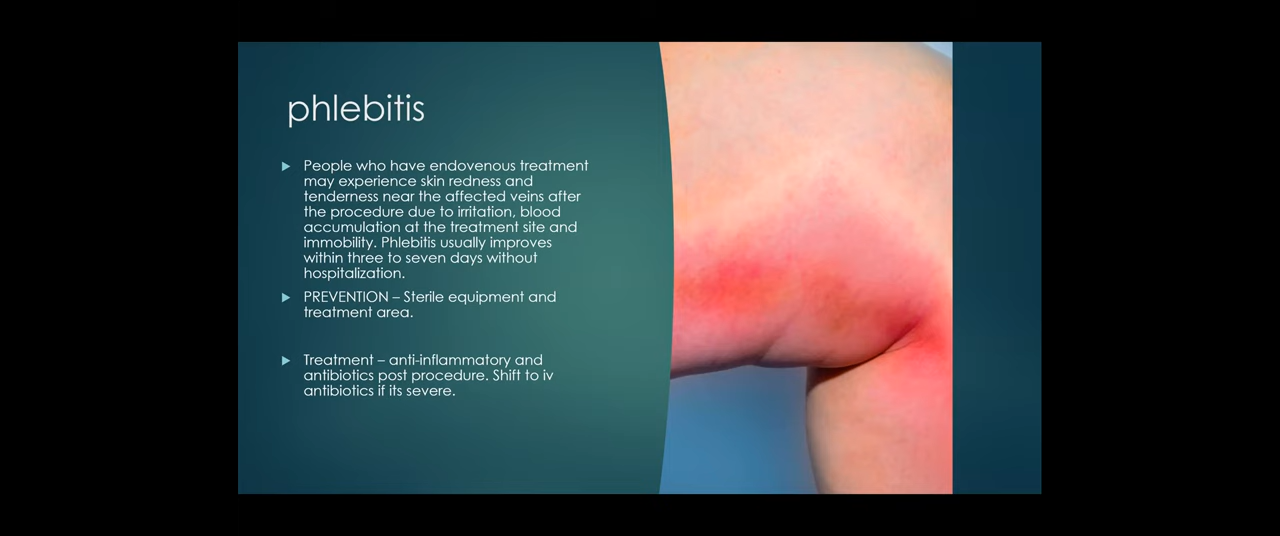 phlebitis
People who have endovenous treatment
may experience skin redness and
tenderness near the affected veins after
the procedure due to irritation, blood
accumulation at the treatment site and
immobility. Phlebitis usually improves
within three to seven days without
hospitalization.
PREVENTION – Sterile equipment and
treatment area.
Treatment – anti-inflammatory and
antibiotics post procedure. Shift to iv
antibiotics if its severe.